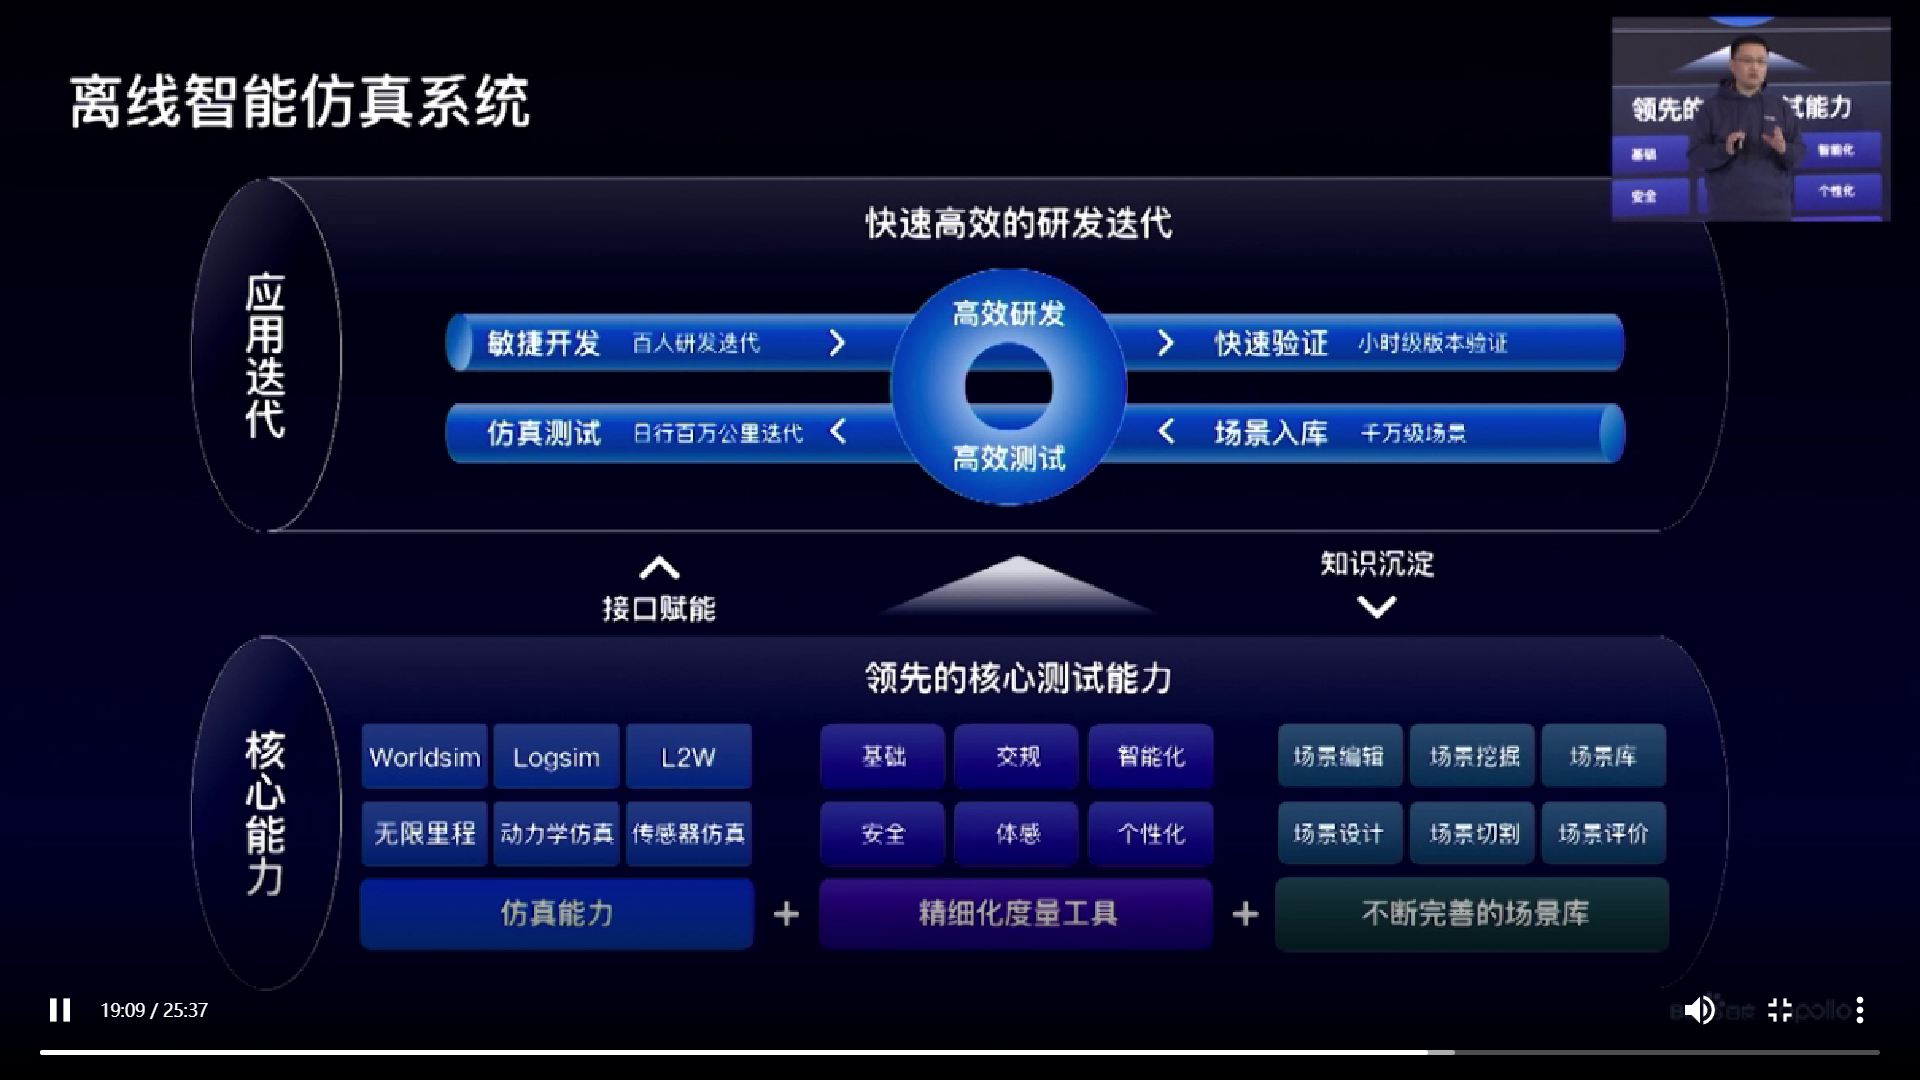 离线智能仿真系统
领先的
试能力
基础
智能化
安全
个性化
应用迭代
快速高效的研发迭代
高效研发
敏捷开发 百人研发迭代
快速验证 小时级版本验证
仿真测试 日行百万公里迭代
场景入库 千万级场景
高效测试
接口赋能
知识沉淀
核心能力
领先的核心测试能力
Worldsim Logsim L2W
基础 交规 智能化
场景编辑 场景挖掘 场景库
无限里程 动力学仿真 传感器仿真
安全 体感 个性化
场景设计 场景切割 场景评价
仿真能力 + 精细化度量工具 + 不断完善的场景库
19:09 / 25:37